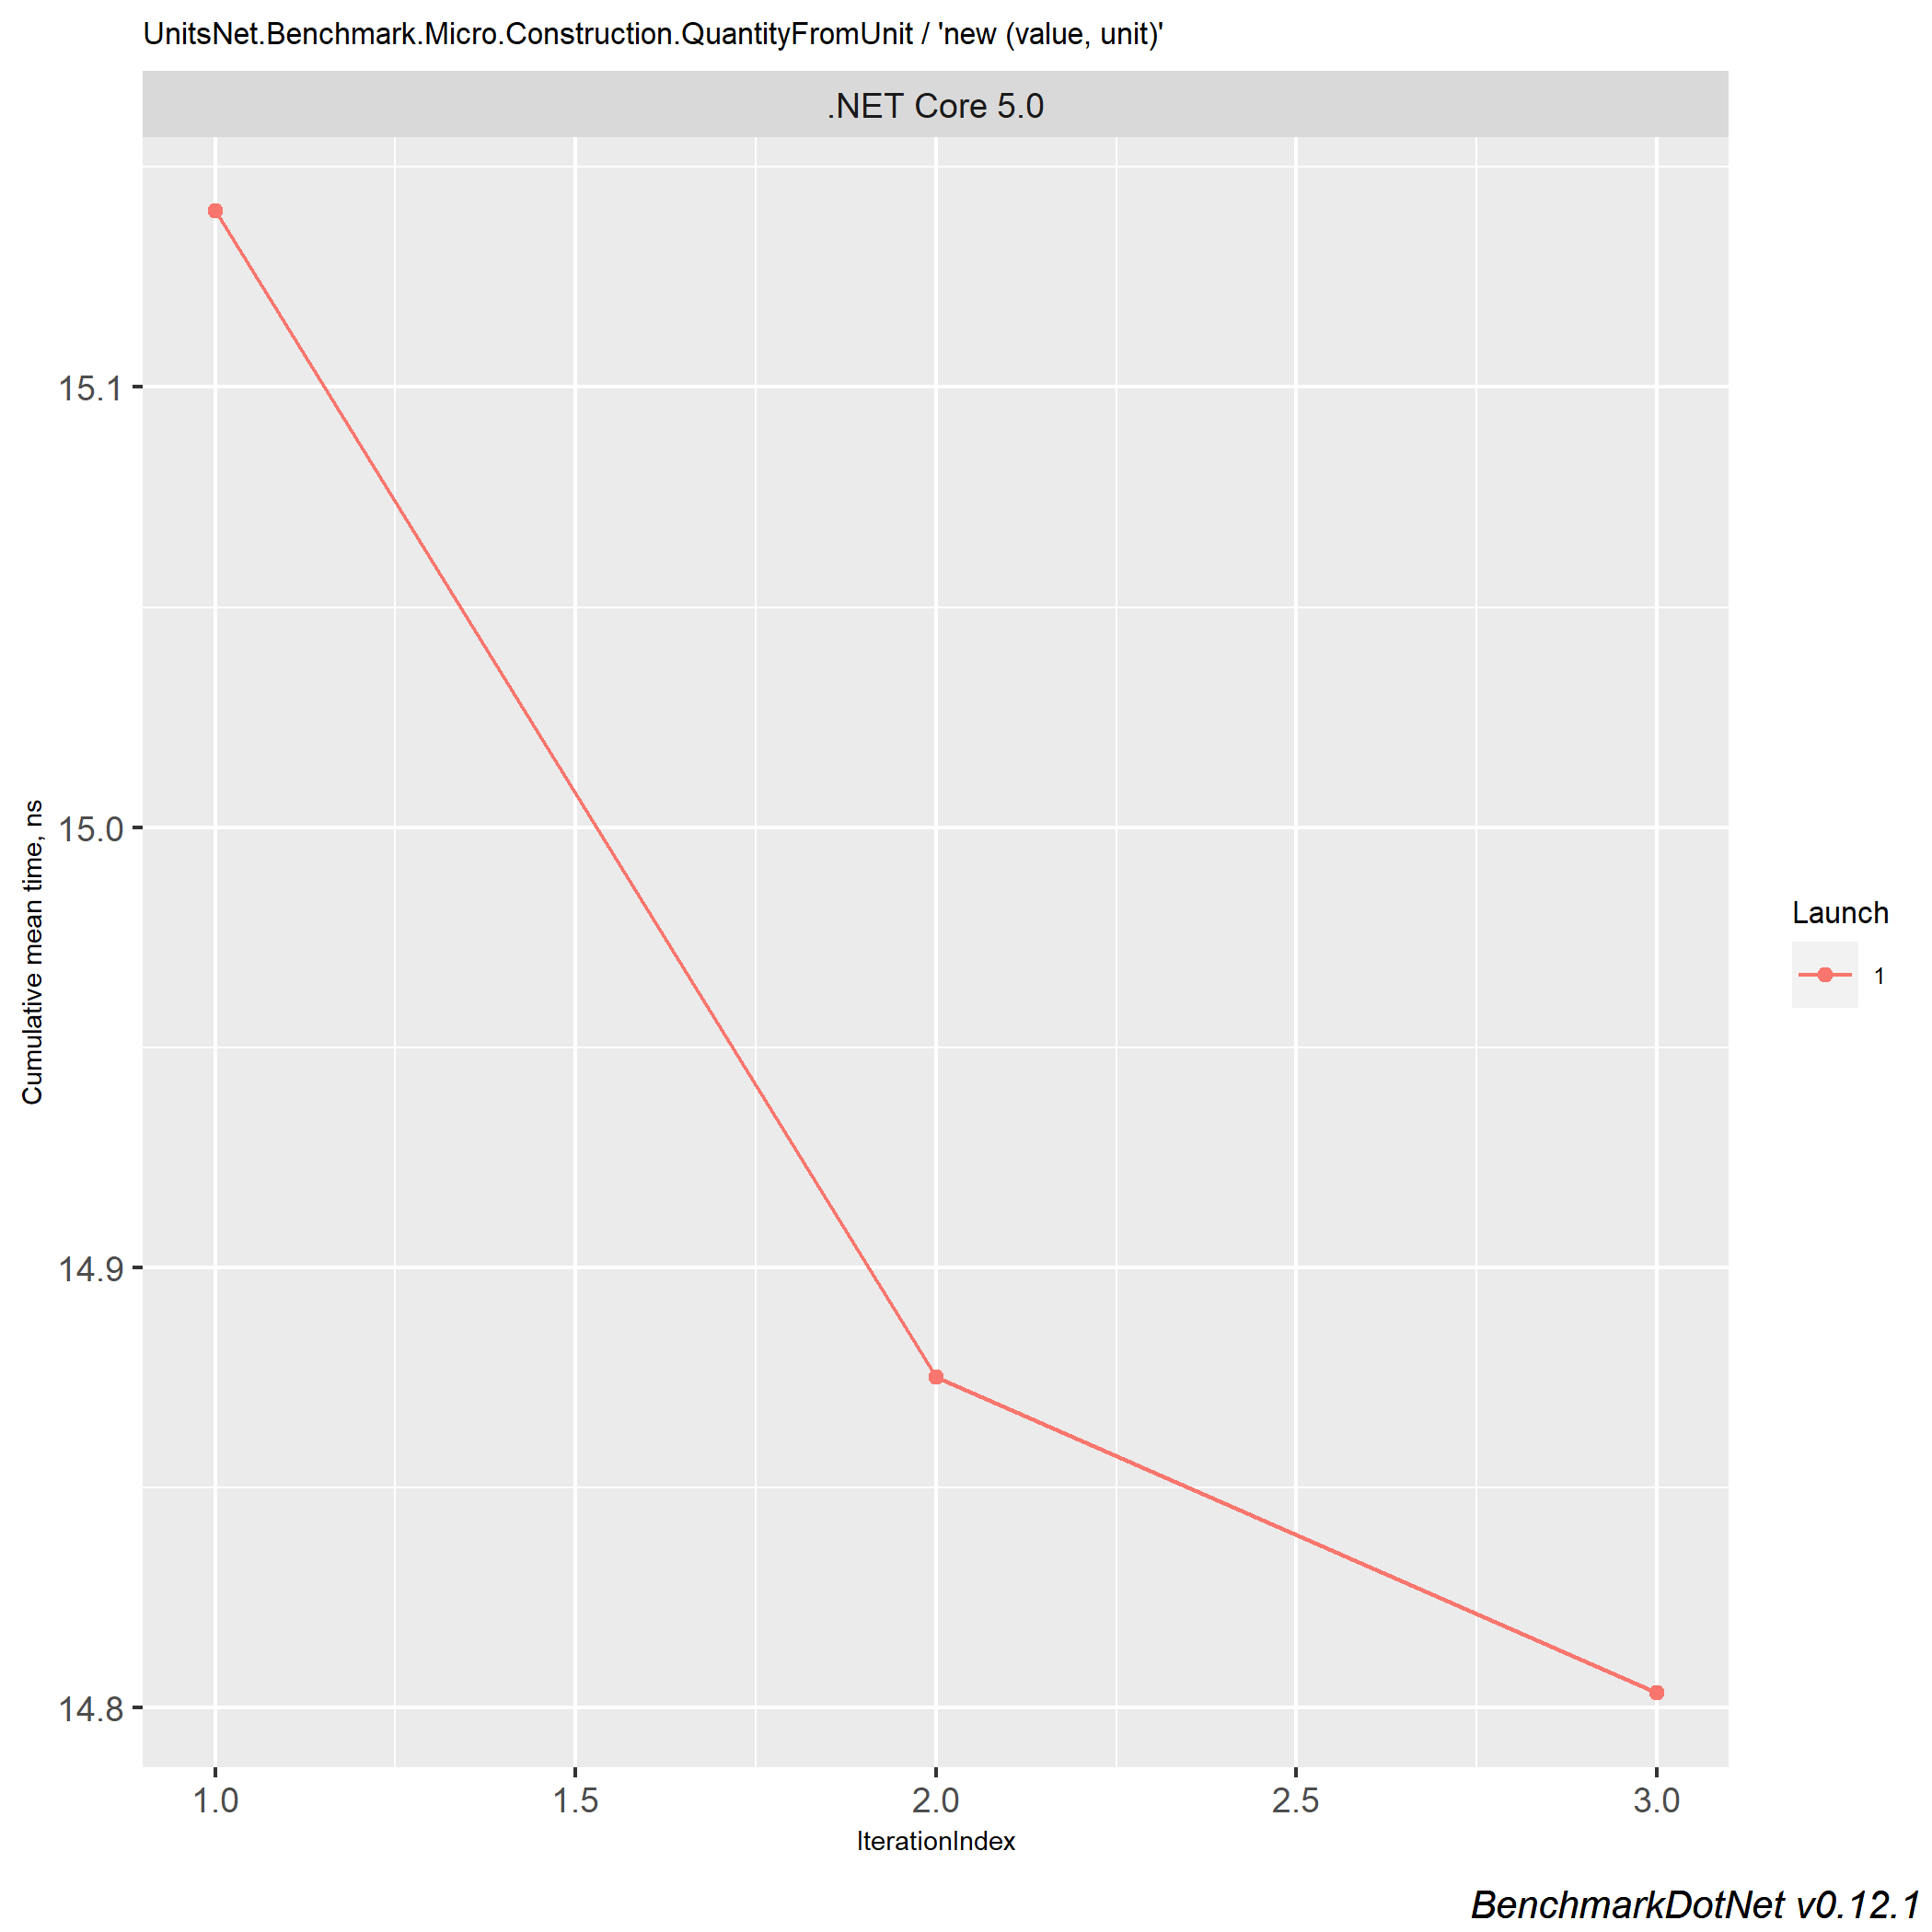 UnitsNet.Benchmark.Micro.Construction.QuantityFromUnit / 'new (value, unit)'
.NET Core 5.0
15.1
15.0
14.9
14.8
Cumulative mean time, ns
1.0 1.5 2.0 2.5 3.0
IterationIndex
Launch
1
BenchmarkDotNet v0.12.1